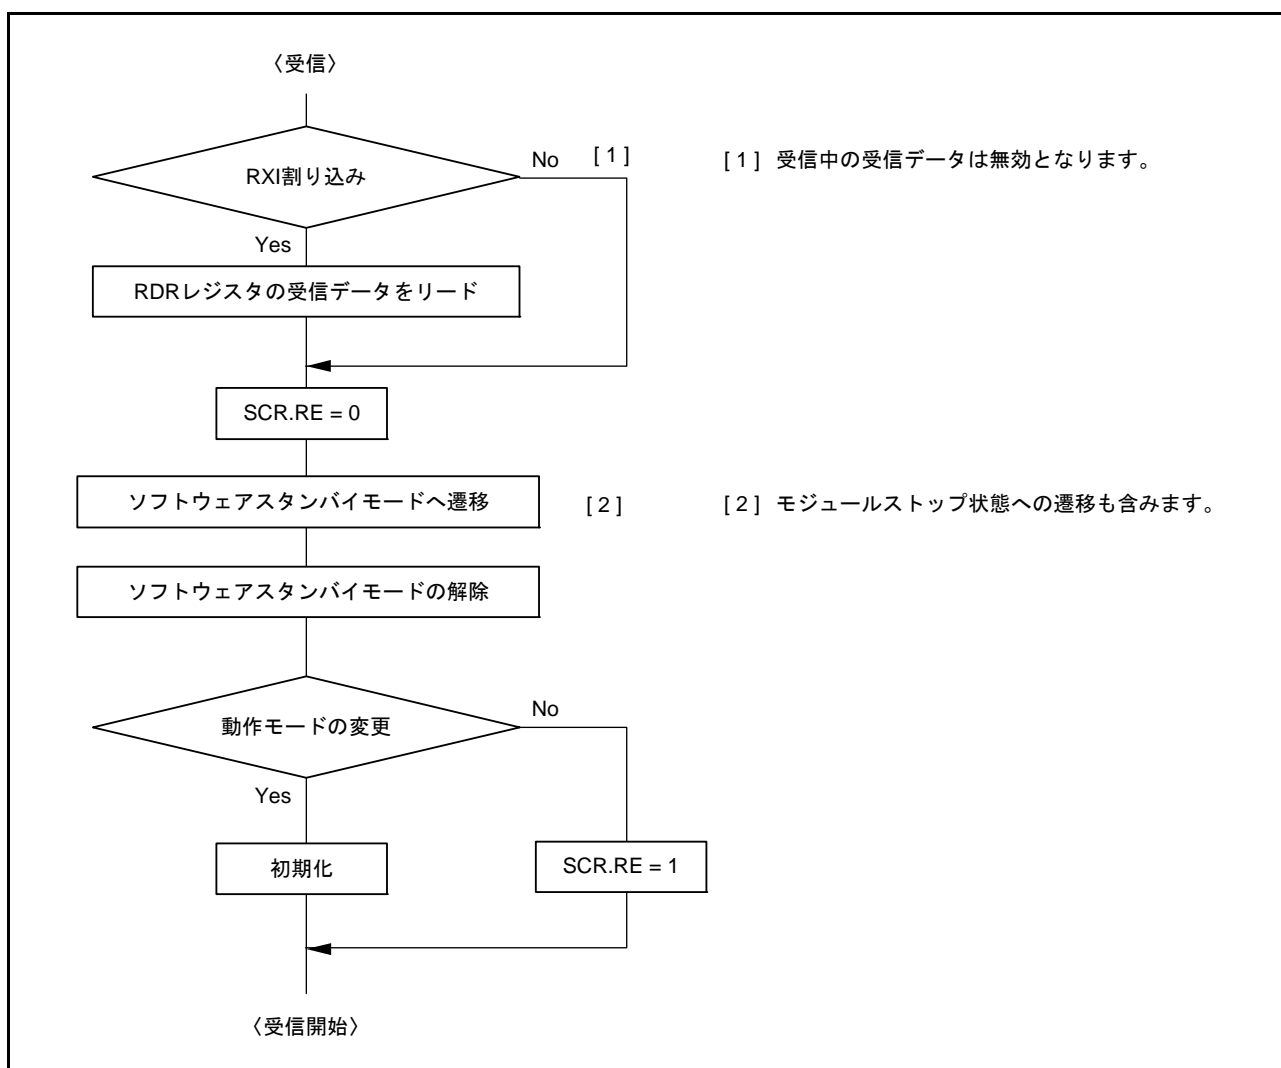 〈受信〉
RXI割り込み
No
[ 1 ]
[ 1 ] 受信中の受信データは無効となります。
Yes
RDRレジスタの受信データをリード
SCR.RE = 0
ソフトウェアスタンバイモードへ遷移
[ 2 ]
[ 2 ] モジュールストップ状態への遷移も含みます。
ソフトウェアスタンバイモードの解除
動作モードの変更
No
Yes
初期化
SCR.RE = 1
〈受信開始〉